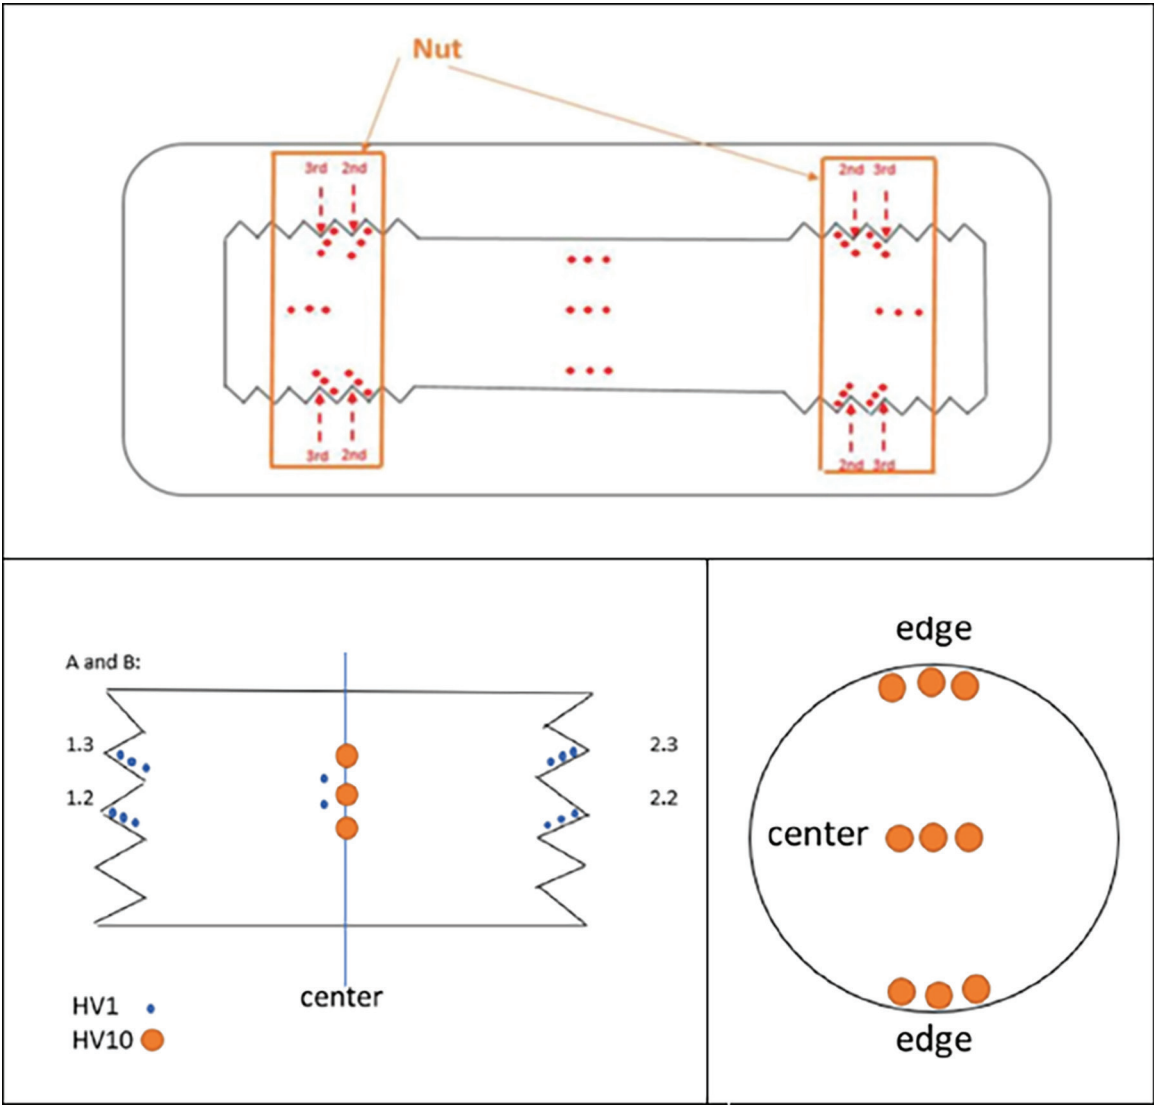 Nut
3rd 2nd
2nd 3rd
3rd 2nd
2nd 3rd
A and B:
1.3
2.3
1.2
2.2
center
HV1
HV10
edge
center
edge